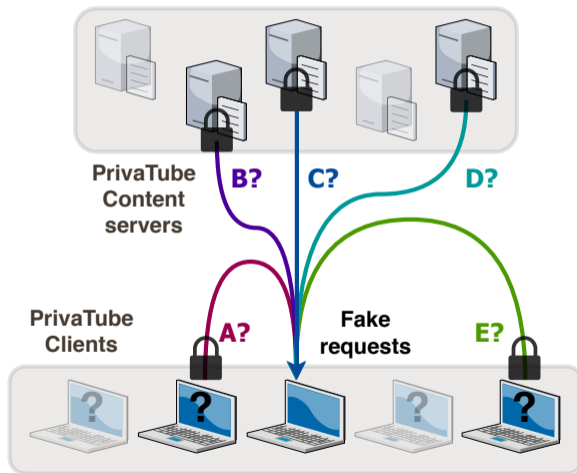 PrivaTube
Content
servers
B?
C?
D?
PrivaTube
Clients
A?
Fake
requests
E?
?
?
?
?